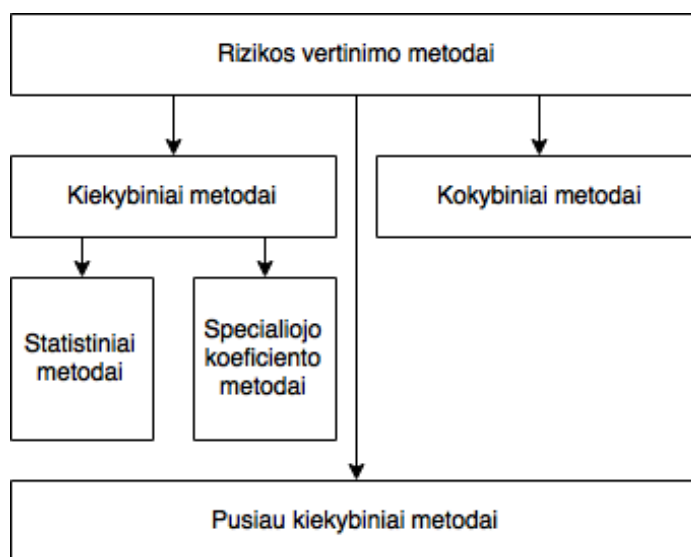 Rizikos vertinimo metodai
Kiekybiniai metodai
Kokybiniai metodai
Statistiniai
metodai
Specialiojo
koeficiento
metodai
Pusiau kiekybiniai metodai